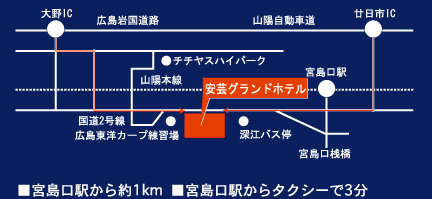 大野IC
廿日市IC
広島岩国道路
山陽自動車道
チチヤスハイパーク
宮島口駅
山陽本線
安芸グランドホテル
国道2号線
広島東洋カープ練習場
深江バス停
宮島口桟橋
■宮島口駅から約1km ■宮島口駅からタクシーで3分